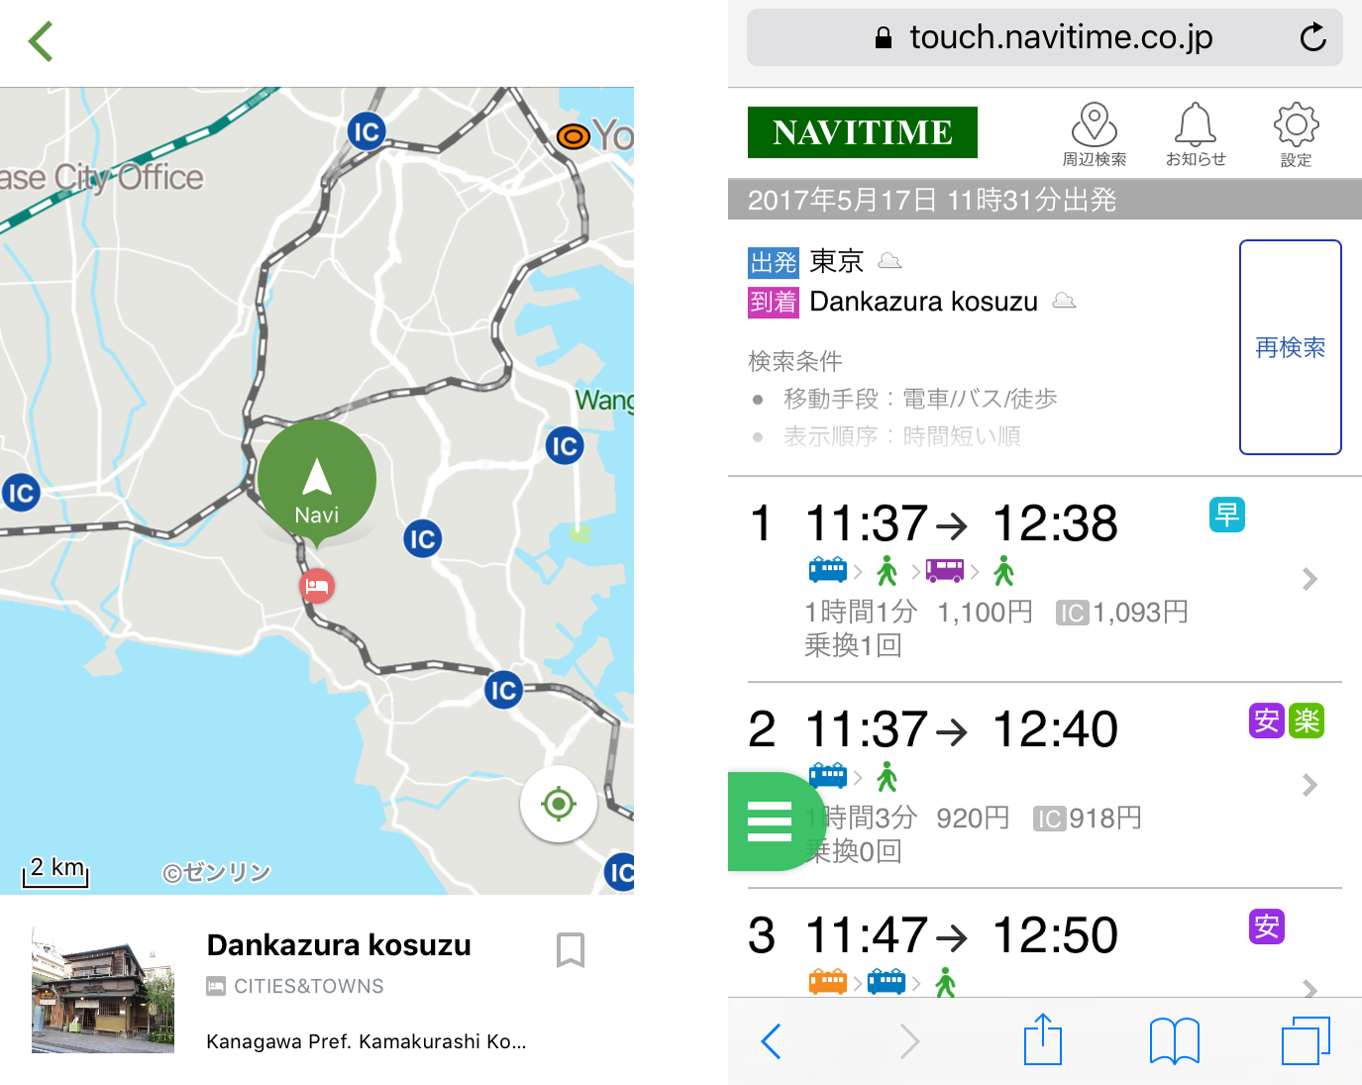 IC
Yo
ase City Office
Wang
IC
IC
Navi
IC
IC
2 km
©ゼンリン
IC
Dankazura kosuzu
CITIES&TOWNS
Kanagawa Pref. Kamakurashi Ko...
touch.navitime.co.jp
NAVITIME
周辺検索
お知らせ
設定
2017年5月17日 11時31分出発
出発 東京
到着 Dankazura kosuzu
再検索
検索条件
• 移動手段：電車/バス/徒歩
• 表示順序：時間短い順
1 11:37→ 12:38 早
1時間1分 1,100円 IC1,093円
乗換1回
2 11:37→ 12:40 安 楽
1時間3分 920円 IC918円
乗換0回
3 11:47→ 12:50 安